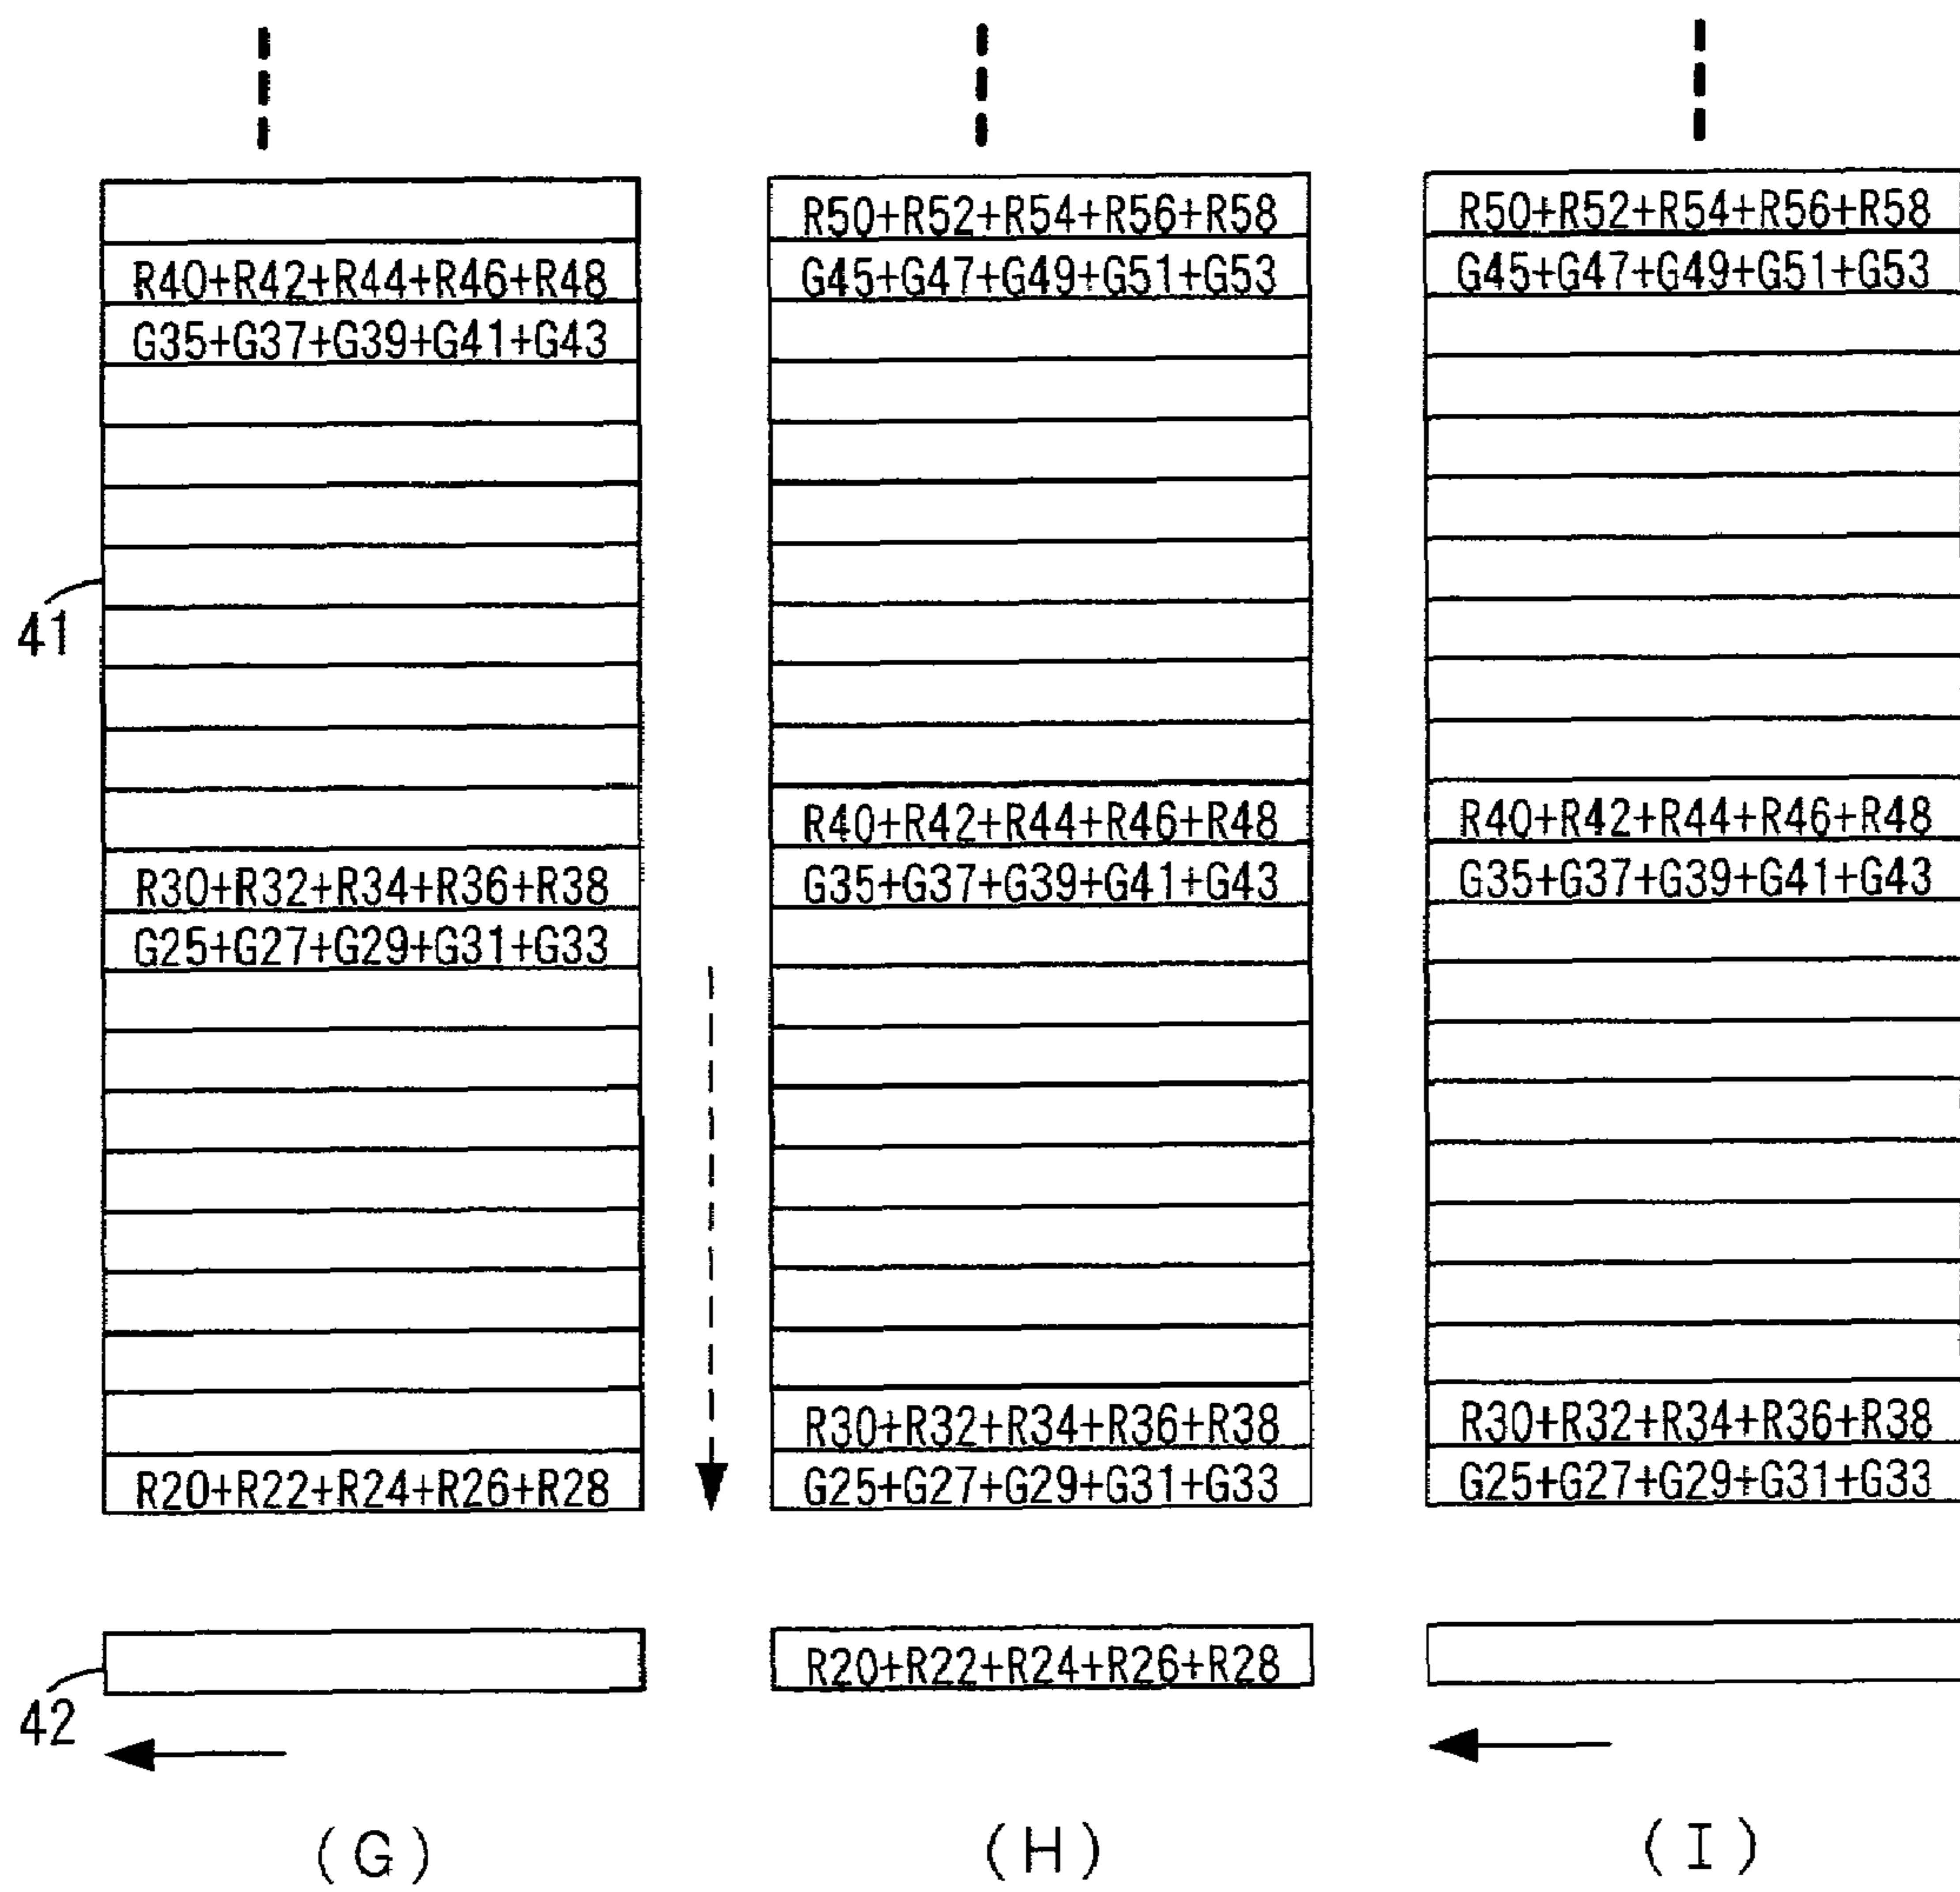 R40+R42+R44+R46+R48
G35+G37+G39+G41+G43
41
R30+R32+R34+R36+R38
G25+G27+G29+G31+G33
R20+R22+R24+R26+R28
42
(G)
R50+R52+R54+R56+R58
G45+G47+G49+G51+G53
R40+R42+R44+R46+R48
G35+G37+G39+G41+G43
R30+R32+R34+R36+R38
G25+G27+G29+G31+G33
R20+R22+R24+R26+R28
(H)
R50+R52+R54+R56+R58
G45+G47+G49+G51+G53
R40+R42+R44+R46+R48
G35+G37+G39+G41+G43
R30+R32+R34+R36+R38
G25+G27+G29+G31+G33
(I)